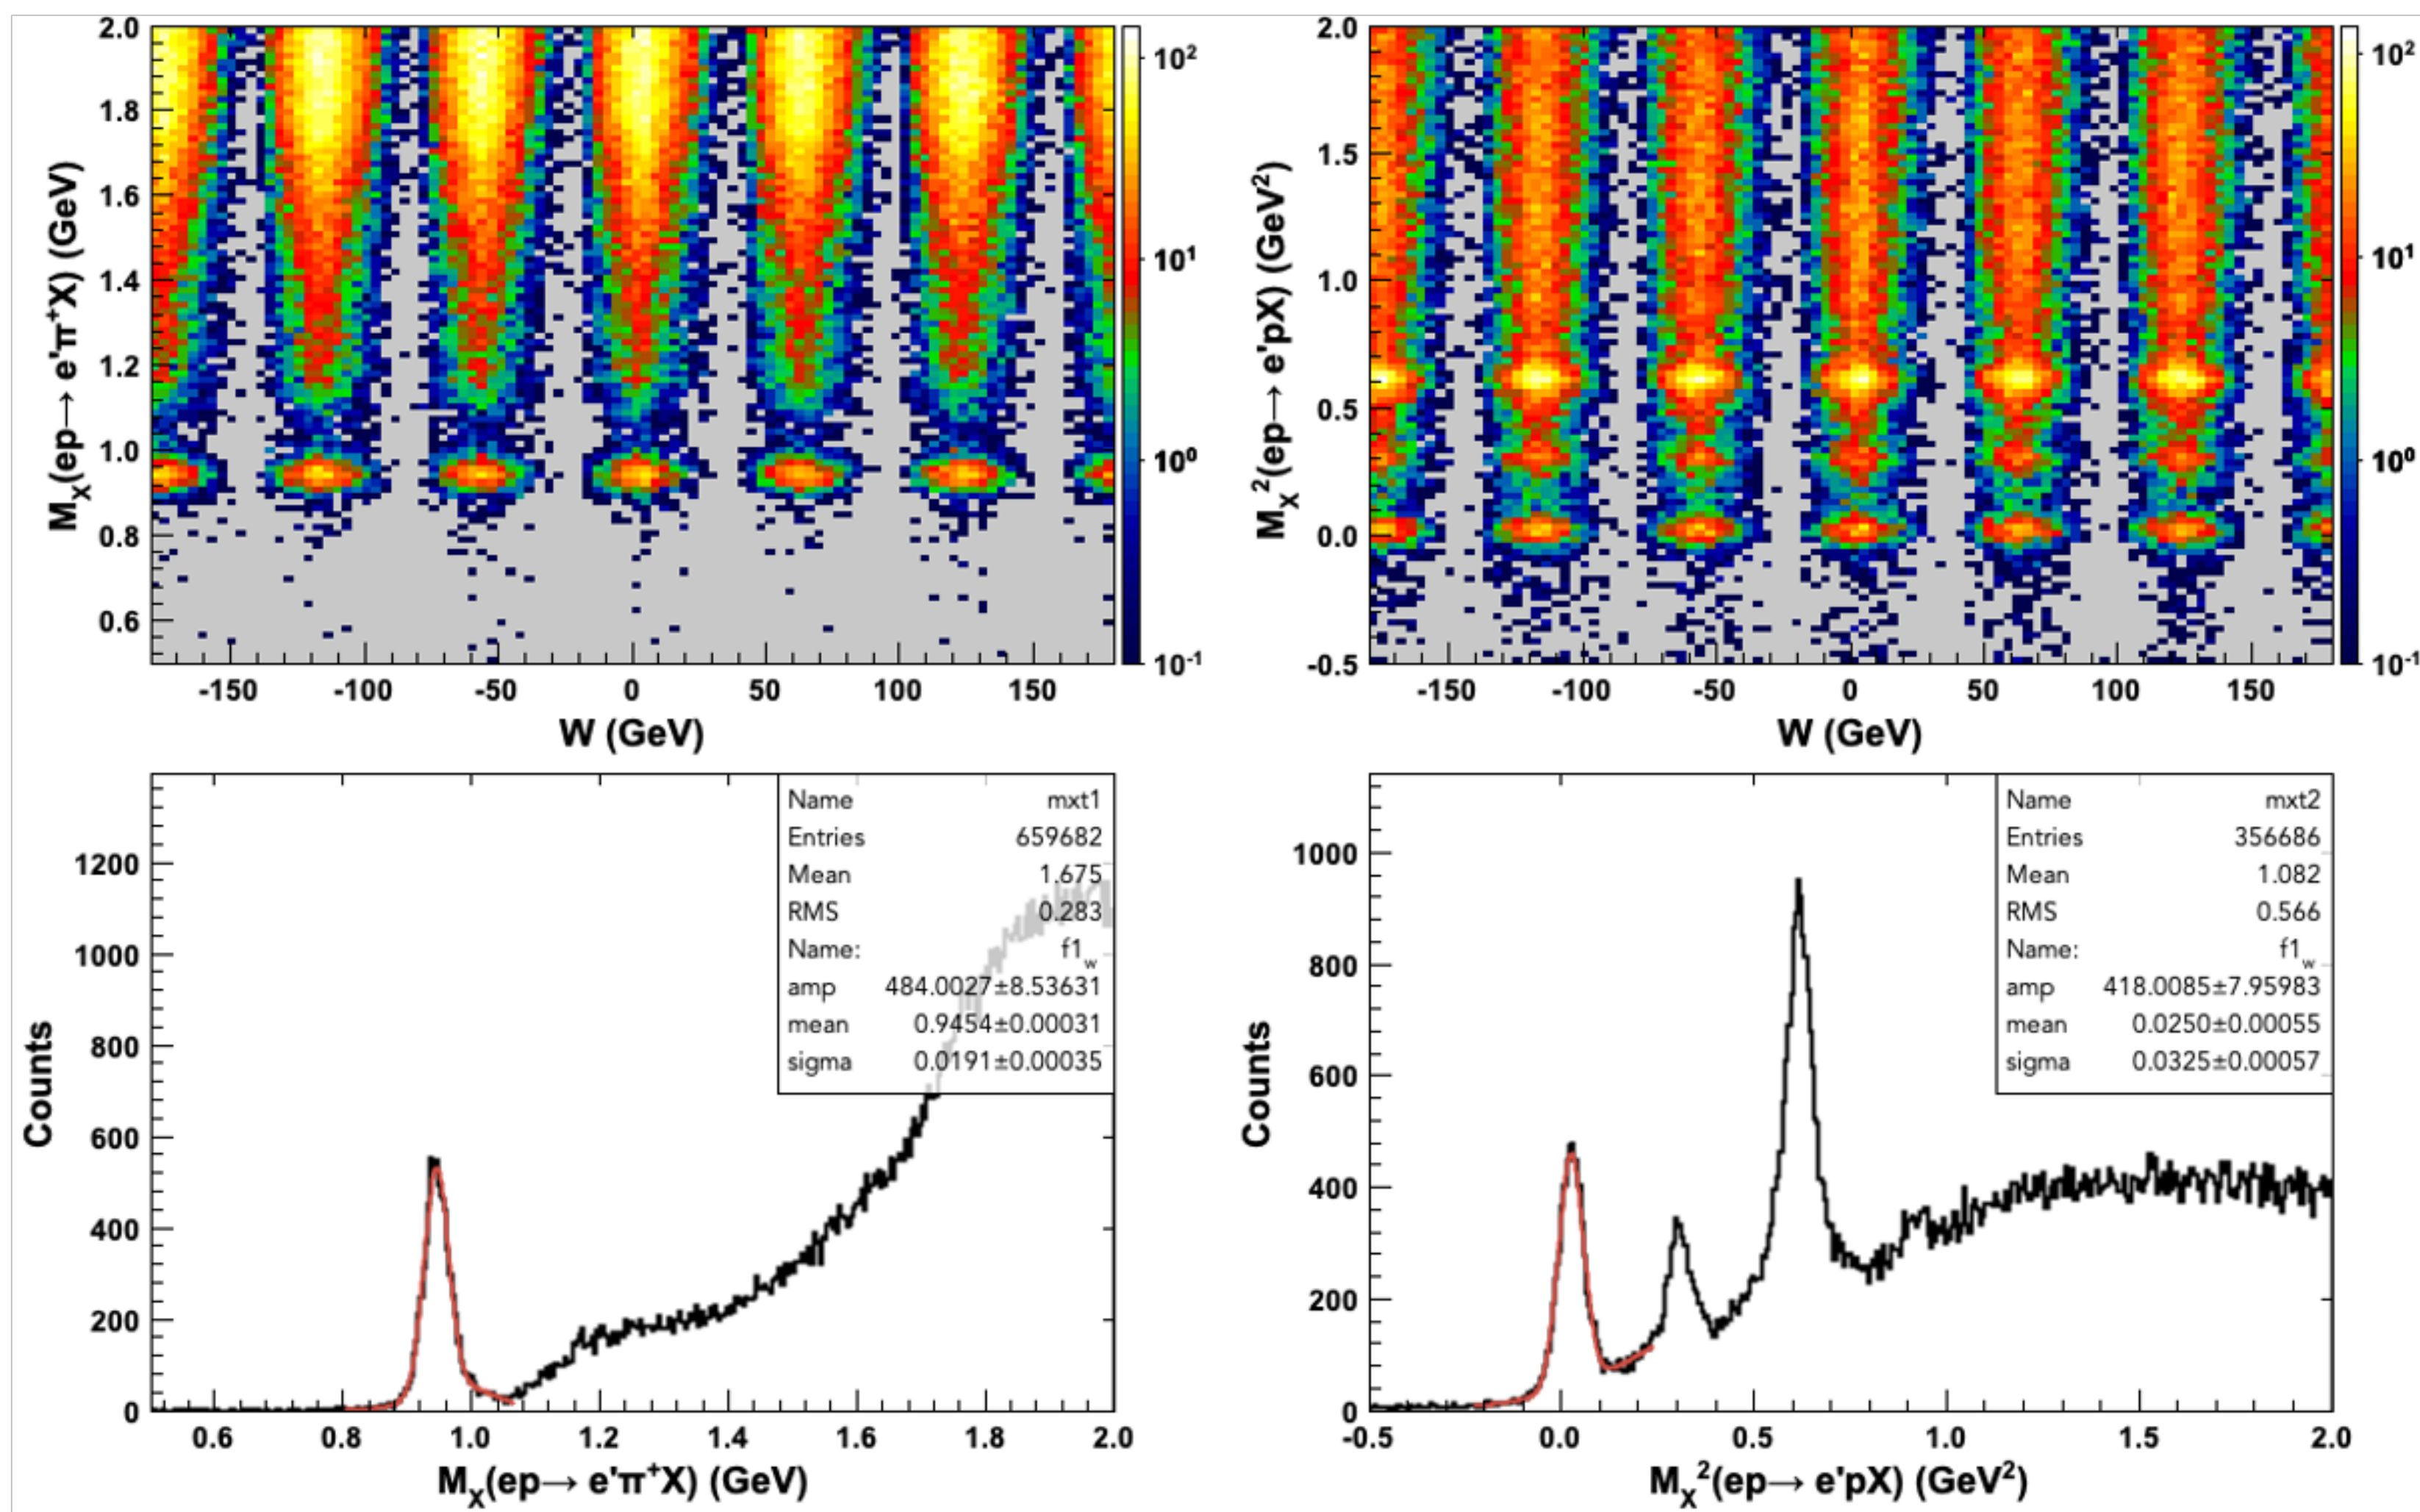 2.0
1.8
1.6
1.4
1.2
1.0
0.8
0.6
M_X(ep→ e'π⁺X) (GeV)
-150 -100 -50 0 50 100 150
W (GeV)
10²
10¹
10⁰
10⁻¹
2.0
1.5
1.0
0.5
0.0
-0.5
M_X²(ep→ e'pX) (GeV²)
-150 -100 -50 0 50 100 150
W (GeV)
10²
10¹
10⁰
10⁻¹
1200
1000
800
600
400
200
0
Counts
Name mxt1
Entries 659682
Mean 1.675
RMS 0.283
Name: f1_w
amp 484.0027±8.53631
mean 0.9454±0.00031
sigma 0.0191±0.00035
0.6 0.8 1.0 1.2 1.4 1.6 1.8 2.0
M_X(ep→ e'π⁺X) (GeV)
1000
800
600
400
200
0
Counts
Name mxt2
Entries 356686
Mean 1.082
RMS 0.566
Name: f1_w
amp 418.0085±7.95983
mean 0.0250±0.00055
sigma 0.0325±0.00057
-0.5 0.0 0.5 1.0 1.5 2.0
M_X²(ep→ e'pX) (GeV²)